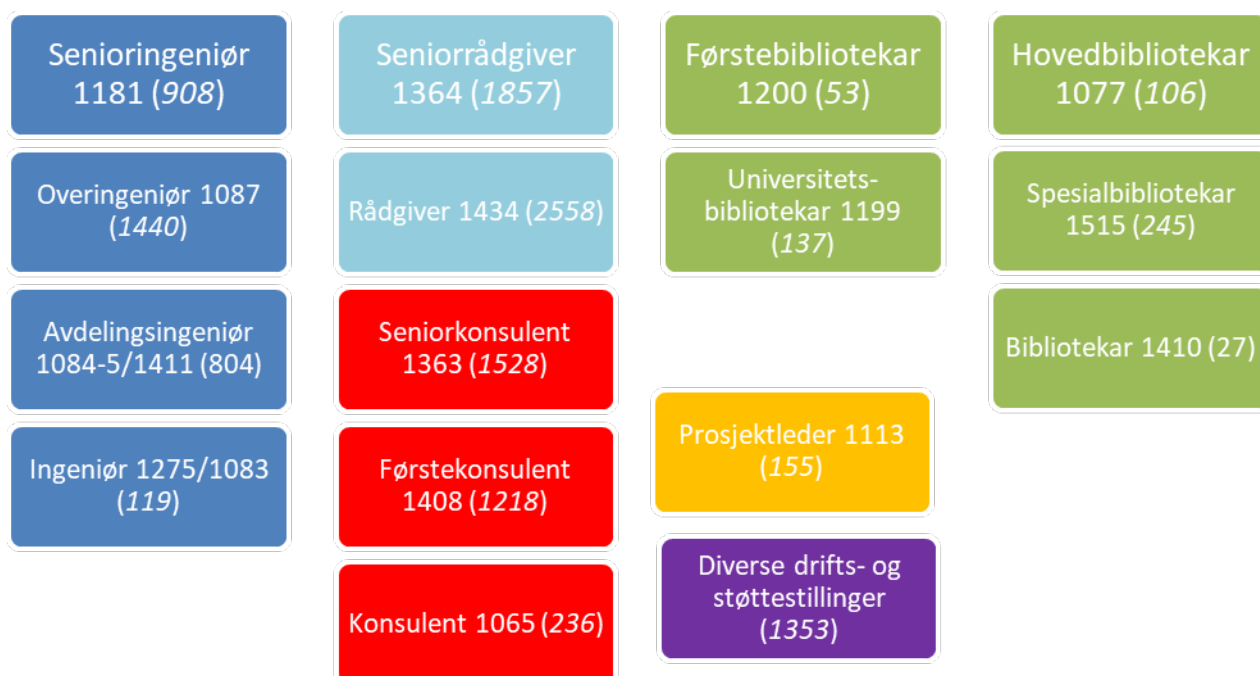 Senioringeniør
1181 (908)
Overingeniør 1087
(1440)
Avdelingsingeniør
1084-5/1411 (804)
Ingeniør 1275/1083
(119)
Seniorrådgiver
1364 (1857)
Rådgiver 1434 (2558)
Seniorkonsulent
1363 (1528)
Førstekonsulent
1408 (1218)
Konsulent 1065 (236)
Førstebibliotekar
1200 (53)
Universitets-
bibliotekar 1199
(137)
Prosjektleder 1113
(155)
Diverse drifts- og
støttestillinger
(1353)
Hovedbibliotekar
1077 (106)
Spesialbibliotekar
1515 (245)
Bibliotekar 1410 (27)